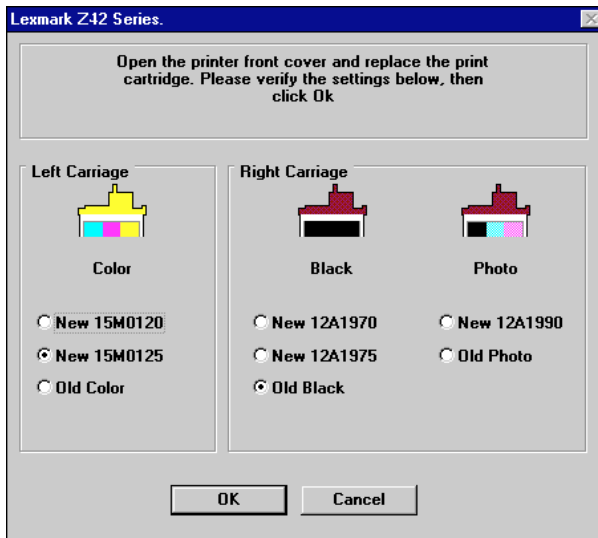 Lexmark Z42 Series.
Open the printer front cover and replace the print
cartridge. Please verify the settings below, then
click Ok
Left Carriage
Color
New 15M0120
New 15M0125
Old Color
Right Carriage
Black
Photo
New 12A1970
New 12A1990
New 12A1975
Old Photo
Old Black
OK
Cancel